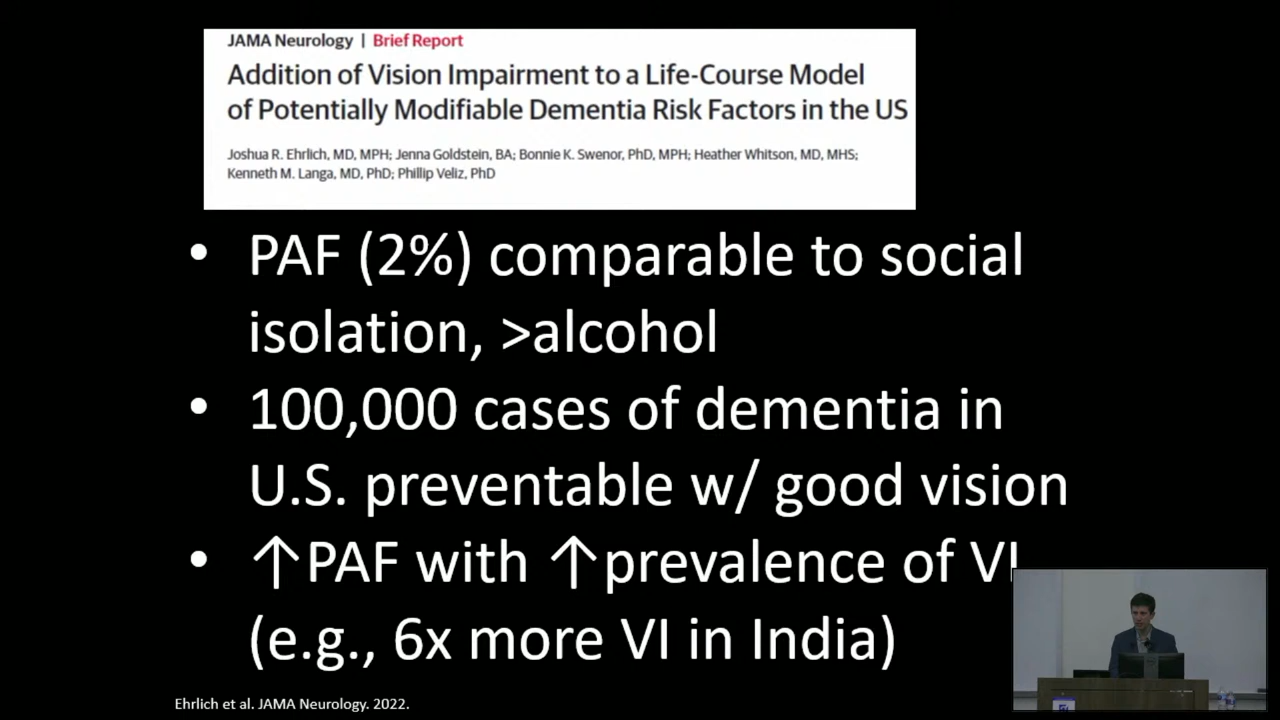 JAMA Neurology | Brief Report
Addition of Vision Impairment to a Life-Course Model
of Potentially Modifiable Dementia Risk Factors in the US
Joshua R. Ehrlich, MD, MPH; Jenna Goldstein, BA; Bonnie K. Swenor, PhD, MPH; Heather Whitson, MD, MHS;
Kenneth M. Langa, MD, PhD; Phillip Veliz, PhD
• PAF (2%) comparable to social
isolation, >alcohol
• 100,000 cases of dementia in
U.S. preventable w/ good vision
• ↑PAF with ↑prevalence of VI
(e.g., 6x more VI in India)
Ehrlich et al. JAMA Neurology. 2022.